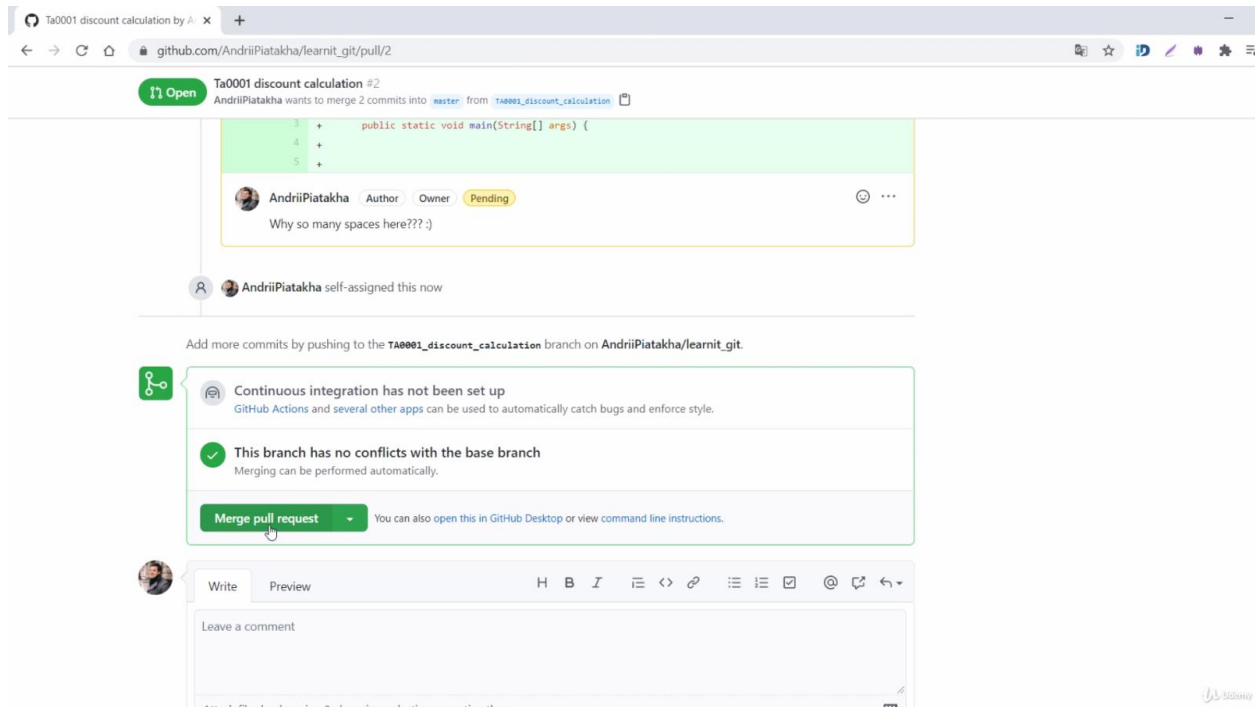 Ta0001 discount calculation by A
github.com/AndriiPiatakha/learnit_git/pull/2
Open
Ta0001 discount calculation #2
AndriiPiatakha wants to merge 2 commits into master from TA0001_discount_calculation
3 + public static void main(String[] args) {
4 +
5 +
AndriiPiatakha Author Owner Pending
Why so many spaces here??? :)
AndriiPiatakha self-assigned this now
Add more commits by pushing to the TA0001_discount_calculation branch on AndriiPiatakha/learnit_git.
Continuous integration has not been set up
GitHub Actions and several other apps can be used to automatically catch bugs and enforce style.
This branch has no conflicts with the base branch
Merging can be performed automatically.
Merge pull request
You can also open this in GitHub Desktop or view command line instructions.
Write Preview
Leave a comment
Udemy